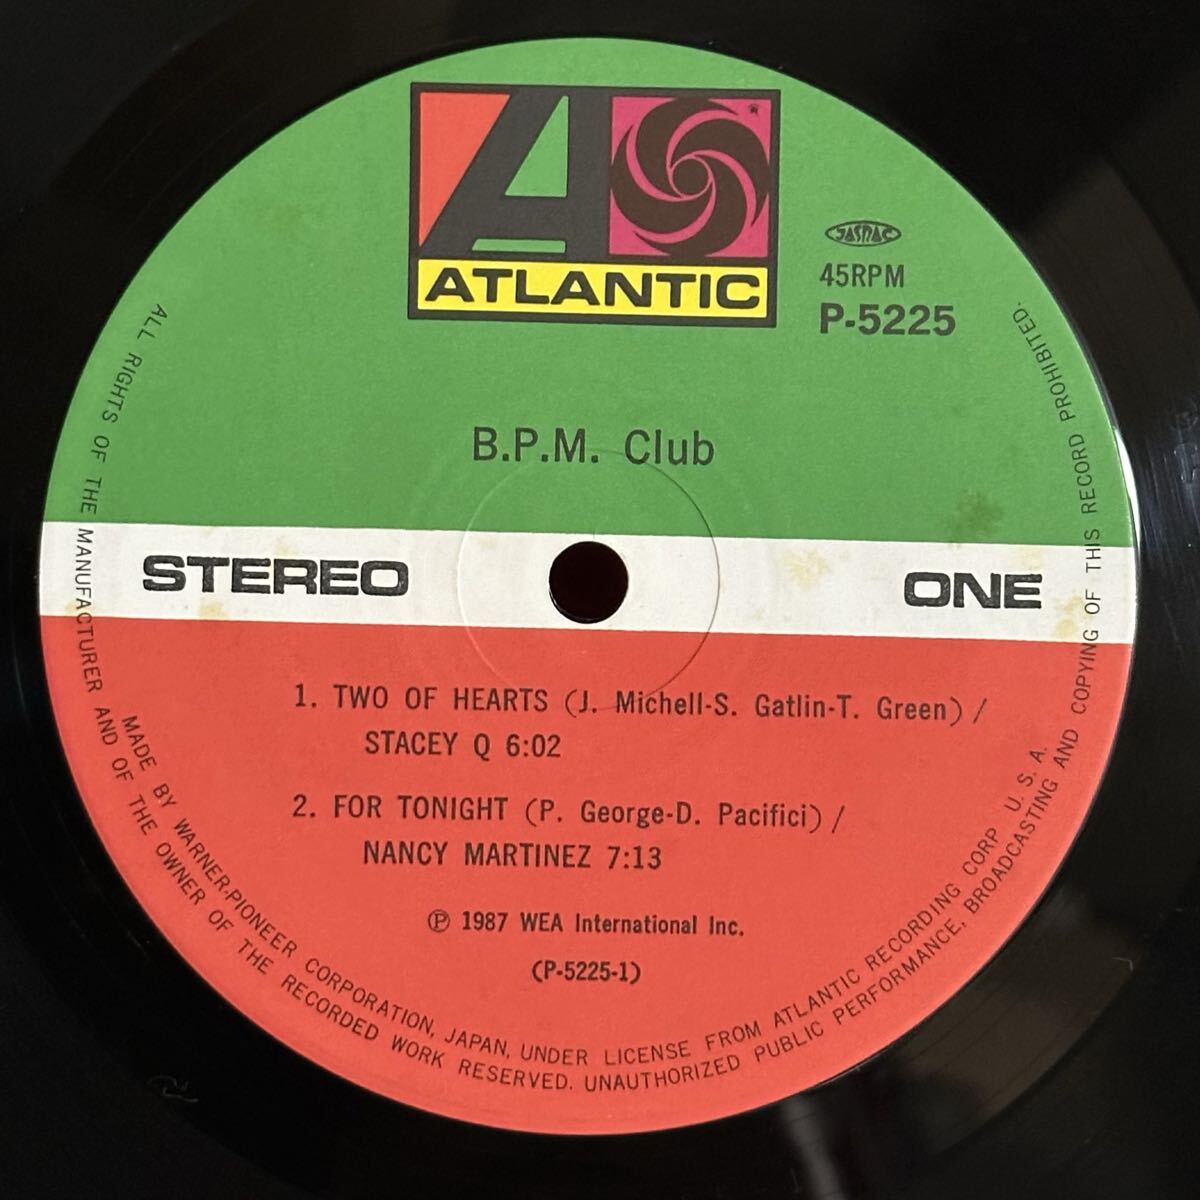 ATLANTIC
JASRAC
45RPM
P-5225
B.P.M. Club
STEREO
ONE
1. TWO OF HEARTS (J. Michell-S. Gatlin-T. Green) /
STACEY Q 6:02
2. FOR TONIGHT (P. George-D. Pacifici) /
NANCY MARTINEZ 7:13
Ⓟ 1987 WEA International Inc.
(P-5225-1)
MADE BY WARNER-PIONEER CORPORATION, JAPAN, UNDER LICENSE FROM ATLANTIC RECORDING CORP U. S. A.
ALL RIGHTS OF THE MANUFACTURER AND OF THE OWNER OF THE RECORDED WORK RESERVED. UNAUTHORIZED PUBLIC PERFORMANCE, BROADCASTING AND COPYING OF THIS RECORD PROHIBITED.